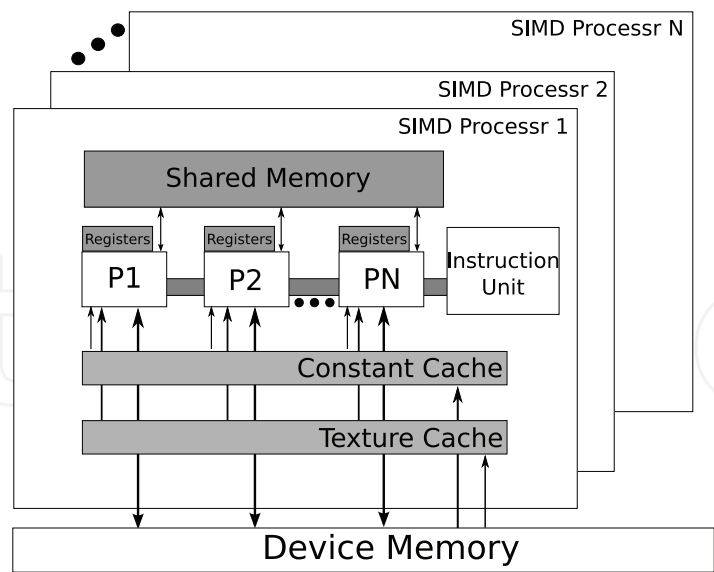 SIMD Processr N
SIMD Processr 2
SIMD Processr 1
Shared Memory
Registers
Registers
Registers
P1
P2
PN
Instruction
Unit
Constant Cache
Texture Cache
Device Memory